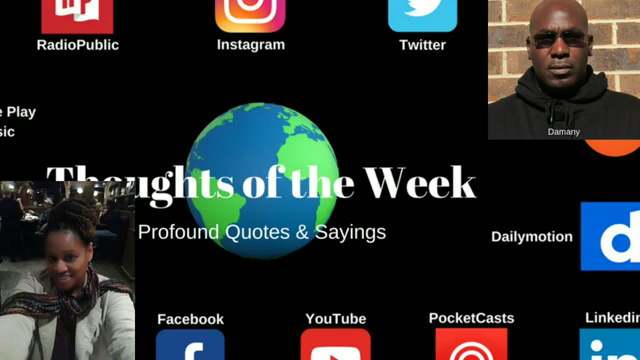 RadioPublic
Instagram
Twitter
e Play
sic
Damany
Thoughts of the Week
Profound Quotes & Sayings
Dailymotion
Facebook
YouTube
PocketCasts
Linkedin